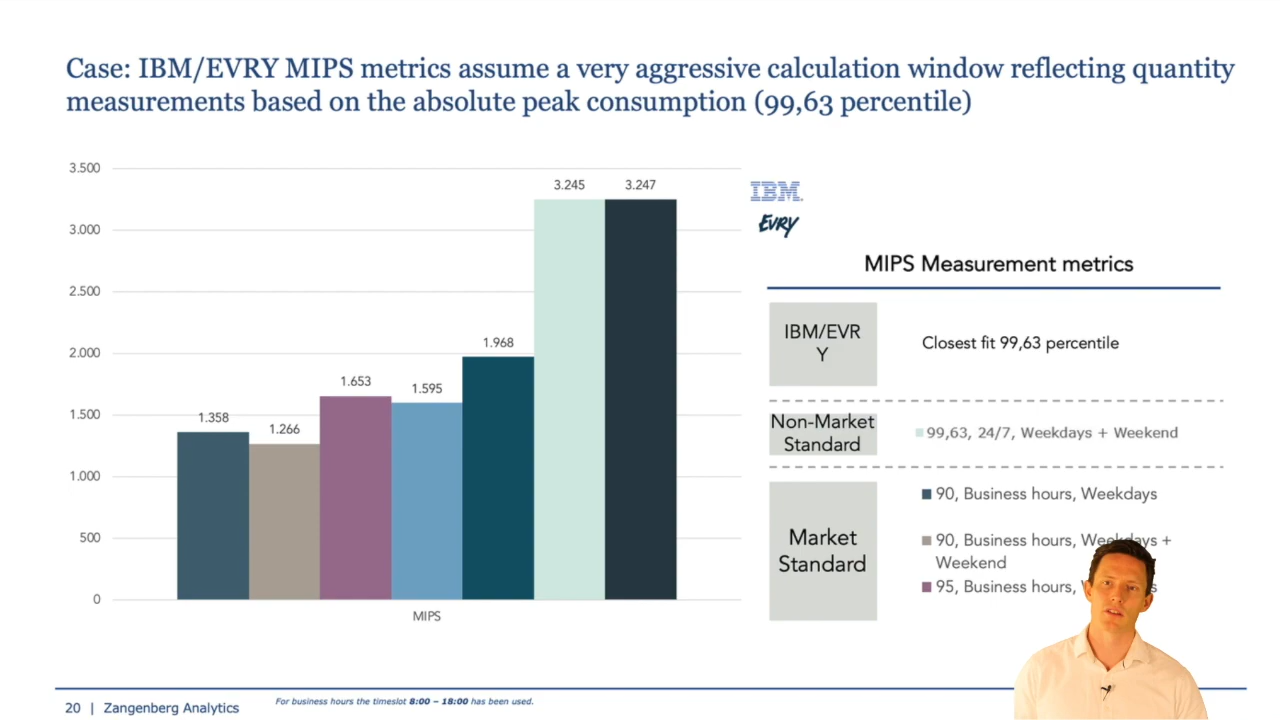 Case: IBM/EVRY MIPS metrics assume a very aggressive calculation window reflecting quantity
measurements based on the absolute peak consumption (99,63 percentile)
3.500
3.000
2.500
2.000
1.500
1.000
500
0
1.358
1.266
1.653
1.595
1.968
3.245
3.247
MIPS
IBM
EVRY
MIPS Measurement metrics
IBM/EVR
Y
Closest fit 99,63 percentile
Non-Market
Standard
99,63, 24/7, Weekdays + Weekend
Market
Standard
90, Business hours, Weekdays
90, Business hours, Weekdays +
Weekend
95, Business hours,
20 | Zangenberg Analytics
For business hours the timeslot 8:00 – 18:00 has been used.